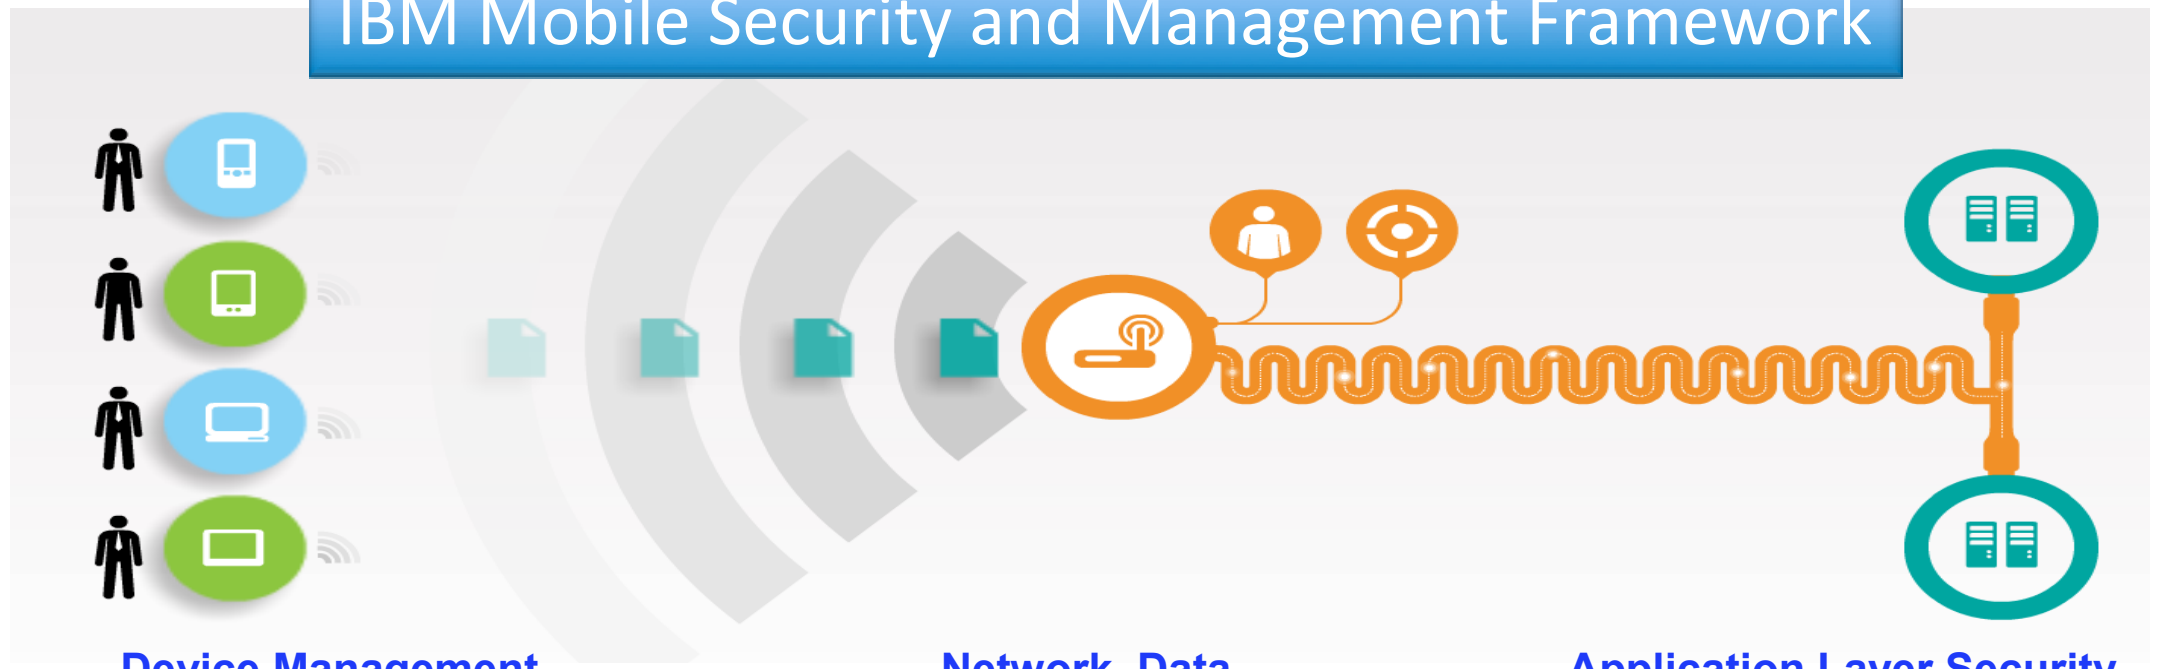 IBM Mobile Security and Management Framework
Device Management
Network, Data
Application Layer Security